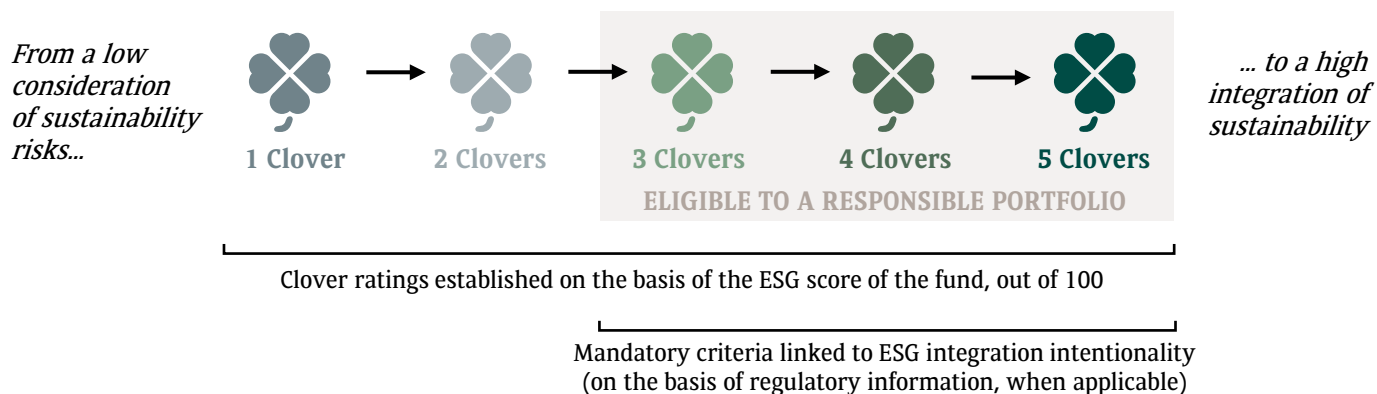 From a low
consideration
of sustainability
risks...
1 Clover
2 Clovers
3 Clovers
4 Clovers
5 Clovers
... to a high
integration of
sustainability
ELIGIBLE TO A RESPONSIBLE PORTFOLIO
Clover ratings established on the basis of the ESG score of the fund, out of 100
Mandatory criteria linked to ESG integration intentionality
(on the basis of regulatory information, when applicable)